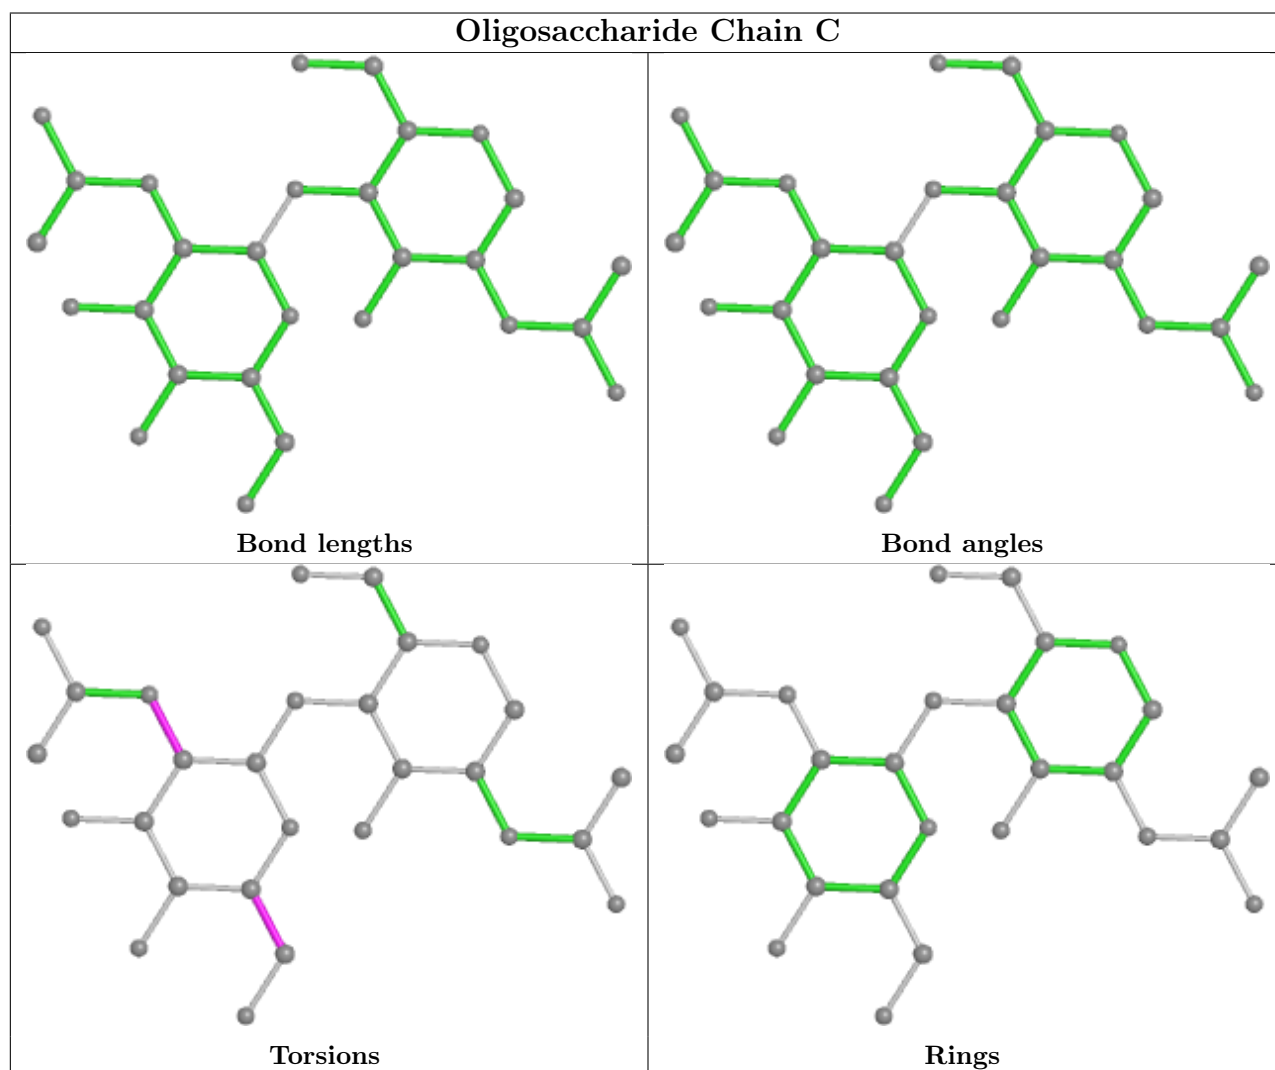 Oligosaccharide Chain C
Bond lengths
Bond angles
Torsions
Rings